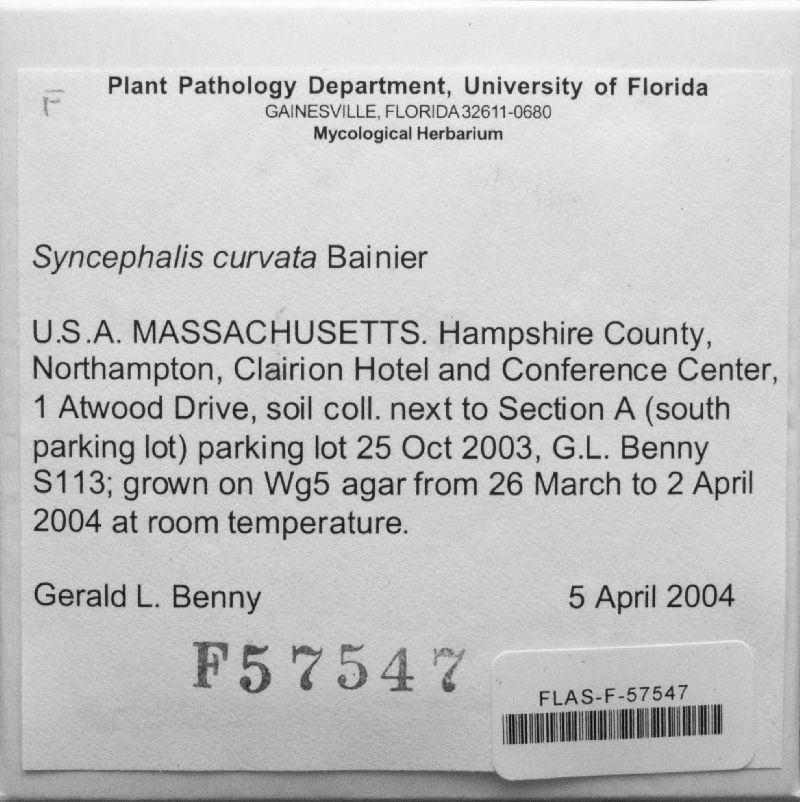 F
Plant Pathology Department, University of Florida
GAINESVILLE, FLORIDA 32611-0680
Mycological Herbarium
Syncephalis curvata Bainier
U.S.A. MASSACHUSETTS. Hampshire County,
Northampton, Clairion Hotel and Conference Center,
1 Atwood Drive, soil coll. next to Section A (south
parking lot) parking lot 25 Oct 2003, G.L. Benny
S113; grown on Wg5 agar from 26 March to 2 April
2004 at room temperature.
Gerald L. Benny 5 April 2004
F57547
FLAS-F-57547